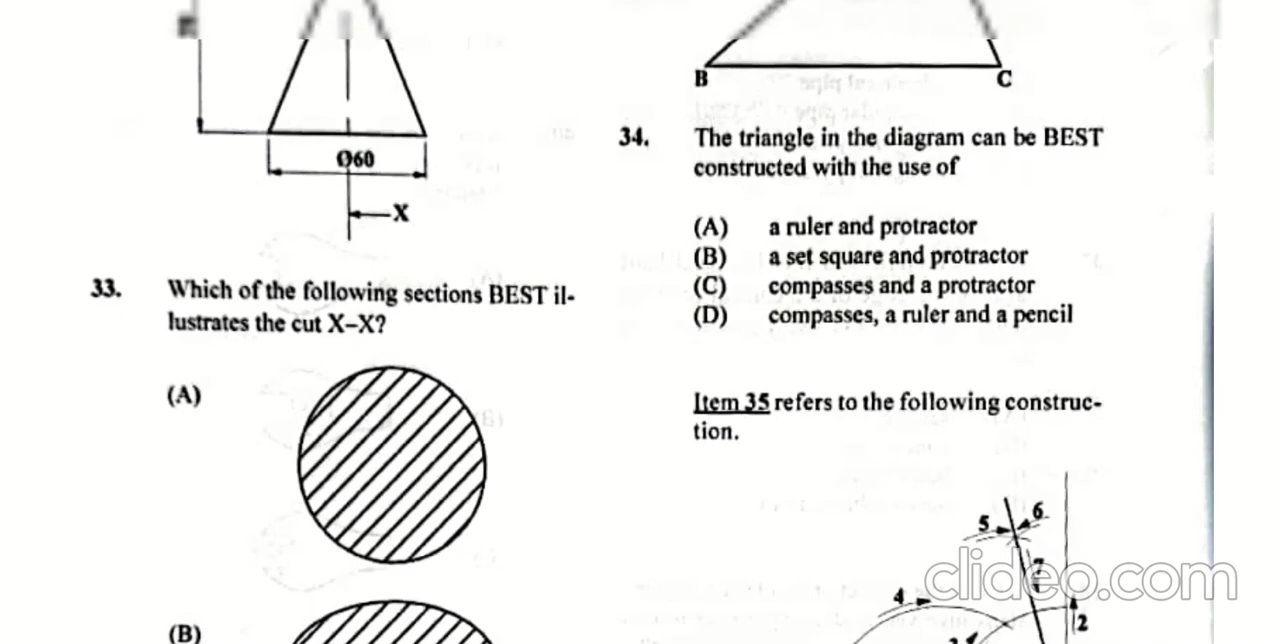 Ø60
X
33. Which of the following sections BEST il-
lustrates the cut X–X?
(A)
(B)
B C
34. The triangle in the diagram can be BEST
constructed with the use of
(A) a ruler and protractor
(B) a set square and protractor
(C) compasses and a protractor
(D) compasses, a ruler and a pencil
Item 35 refers to the following construc-
tion.
5 6
7
4
2
clideo.com